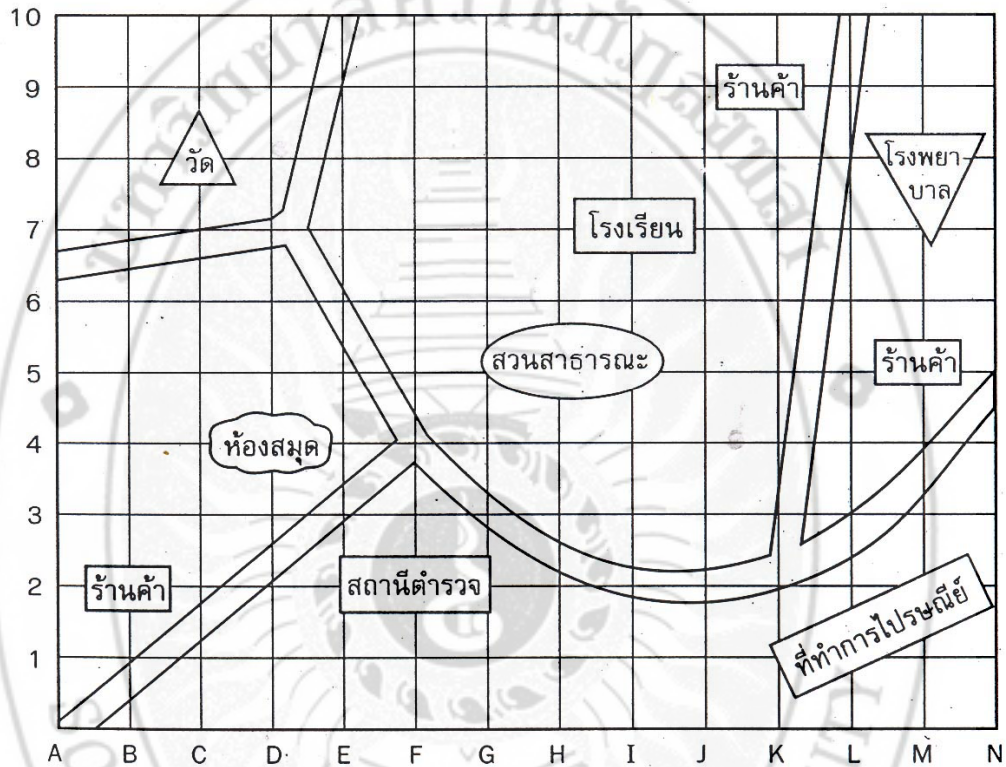 10
9
8
7
6
5
4
3
2
1
A B C D E F G H I J K L M N
ร้านค้า
วัด
โรงพยา
บาล
โรงเรียน
สวนสาธารณะ
ร้านค้า
ห้องสมุด
ร้านค้า
สถานีตำรวจ
ที่ทำการไปรษณีย์